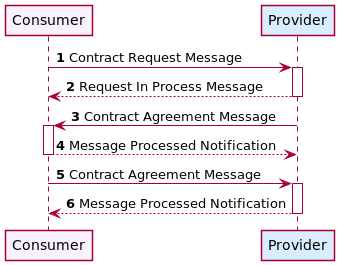 Consumer
Provider
1 Contract Request Message
2 Request In Process Message
3 Contract Agreement Message
4 Message Processed Notification
5 Contract Agreement Message
6 Message Processed Notification
Consumer
Provider